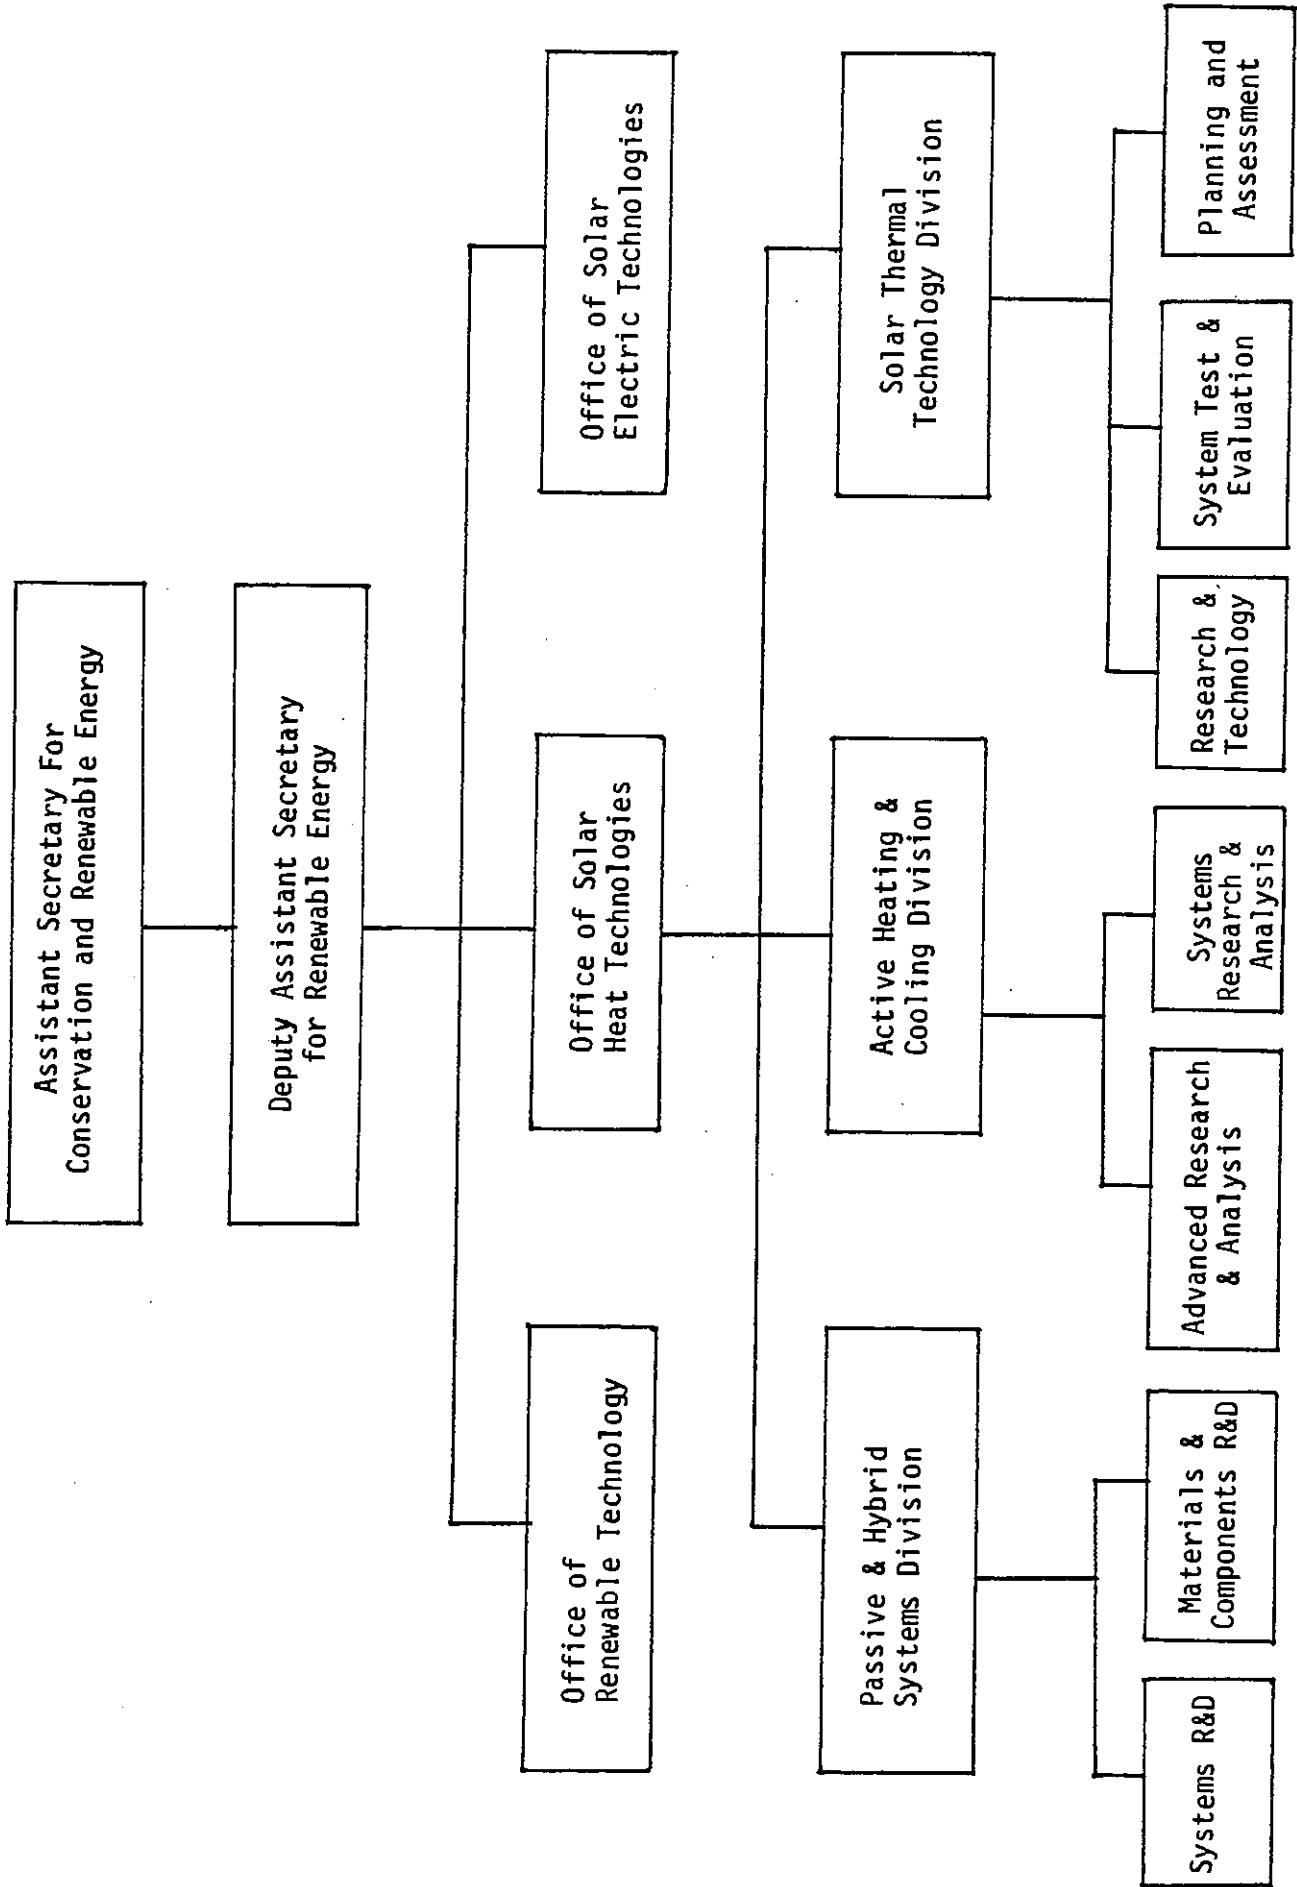 Assistant Secretary For
Conservation and Renewable Energy
Deputy Assistant Secretary
for Renewable Energy
Office of
Renewable Technology
Office of Solar
Heat Technologies
Office of Solar
Electric Technologies
Passive & Hybrid
Systems Division
Active Heating &
Cooling Division
Solar Thermal
Technology Division
Systems R&D
Materials &
Components R&D
Advanced Research
& Analysis
Systems
Research &
Analysis
Research &
Technology
System Test &
Evaluation
Planning and
Assessment